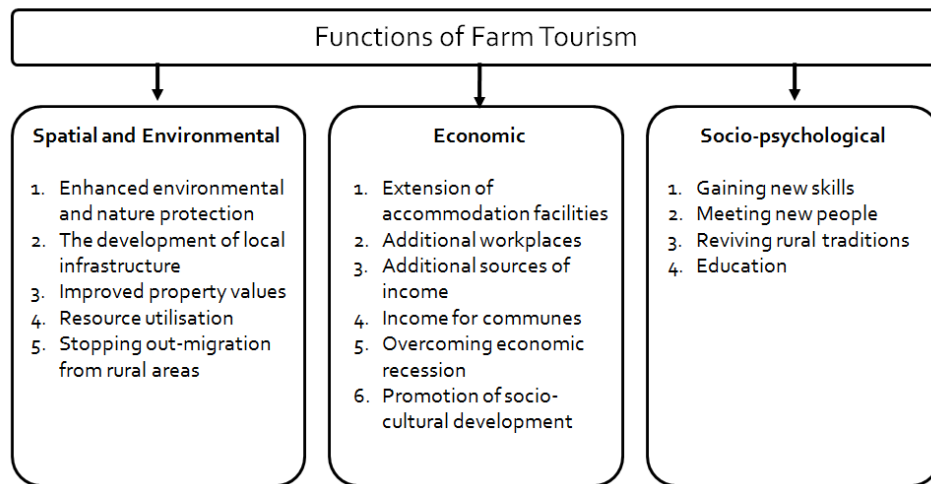 Functions of Farm Tourism
Spatial and Environmental
1. Enhanced environmental
and nature protection
2. The development of local
infrastructure
3. Improved property values
4. Resource utilisation
5. Stopping out-migration
from rural areas
Economic
1. Extension of
accommodation facilities
2. Additional workplaces
3. Additional sources of
income
4. Income for communes
5. Overcoming economic
recession
6. Promotion of socio-
cultural development
Socio-psychological
1. Gaining new skills
2. Meeting new people
3. Reviving rural traditions
4. Education